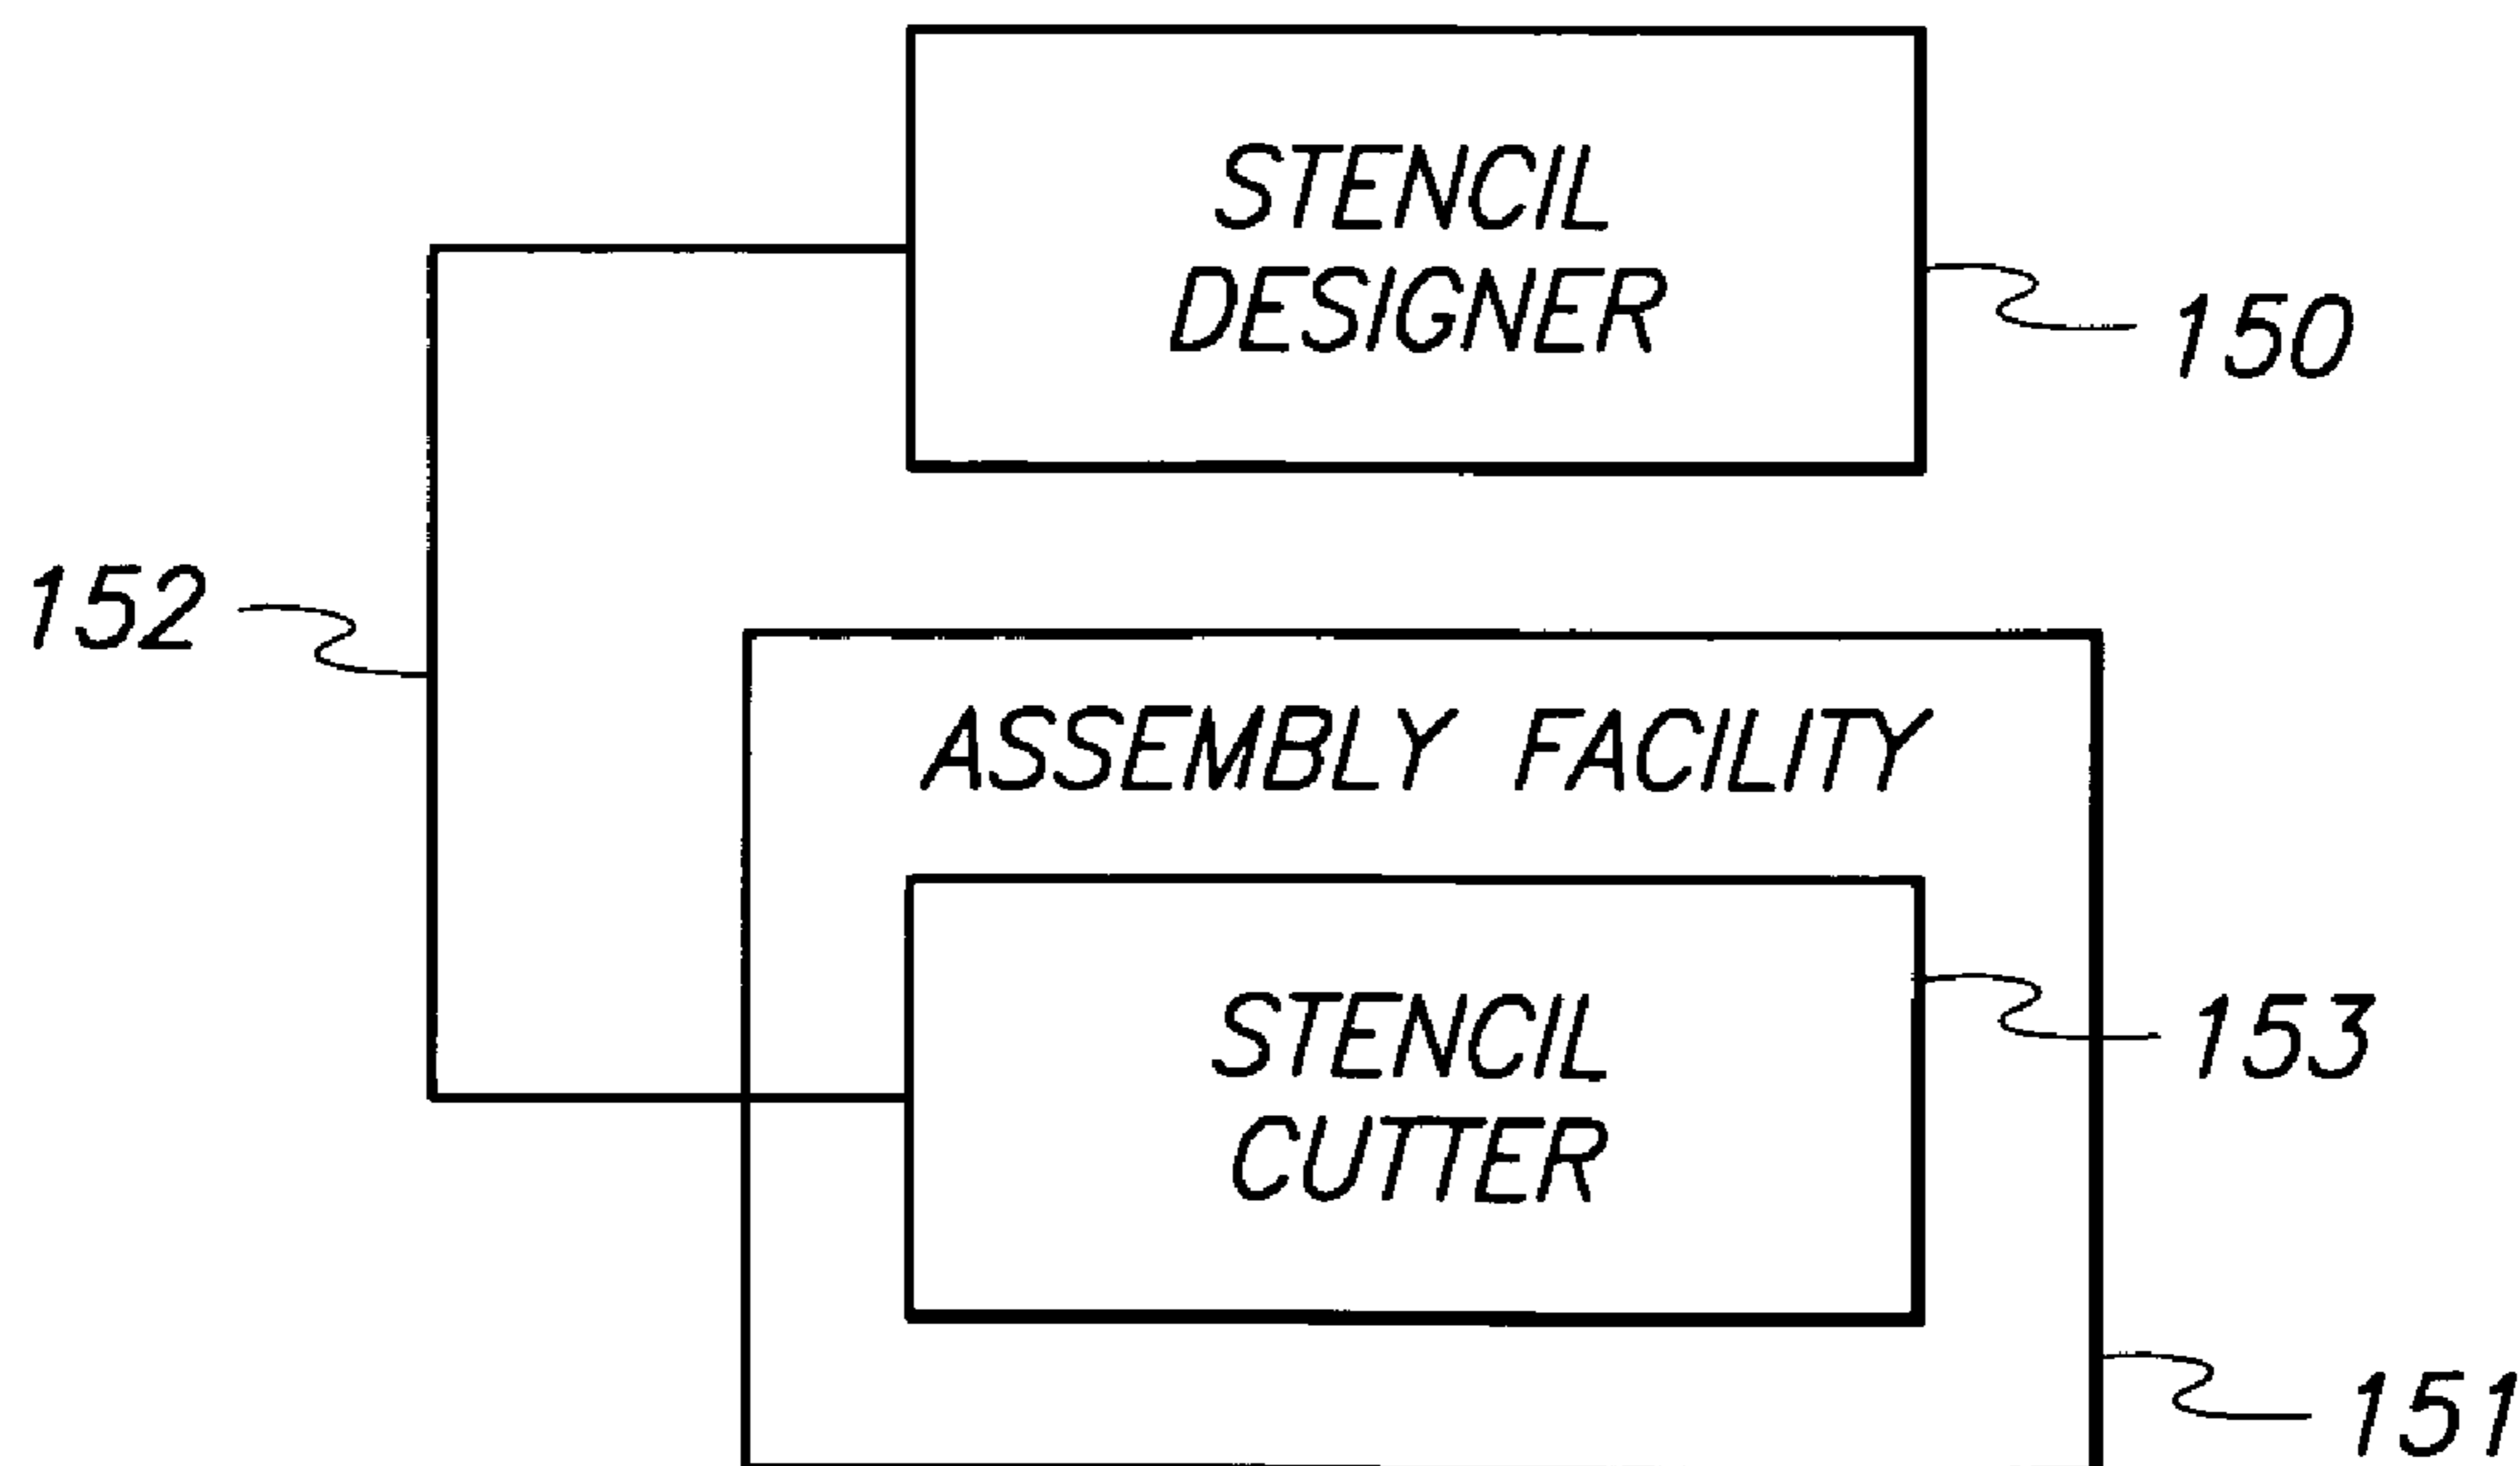 STENCIL
DESIGNER
150
152
ASSEMBLY FACILITY
STENCIL
CUTTER
153
151